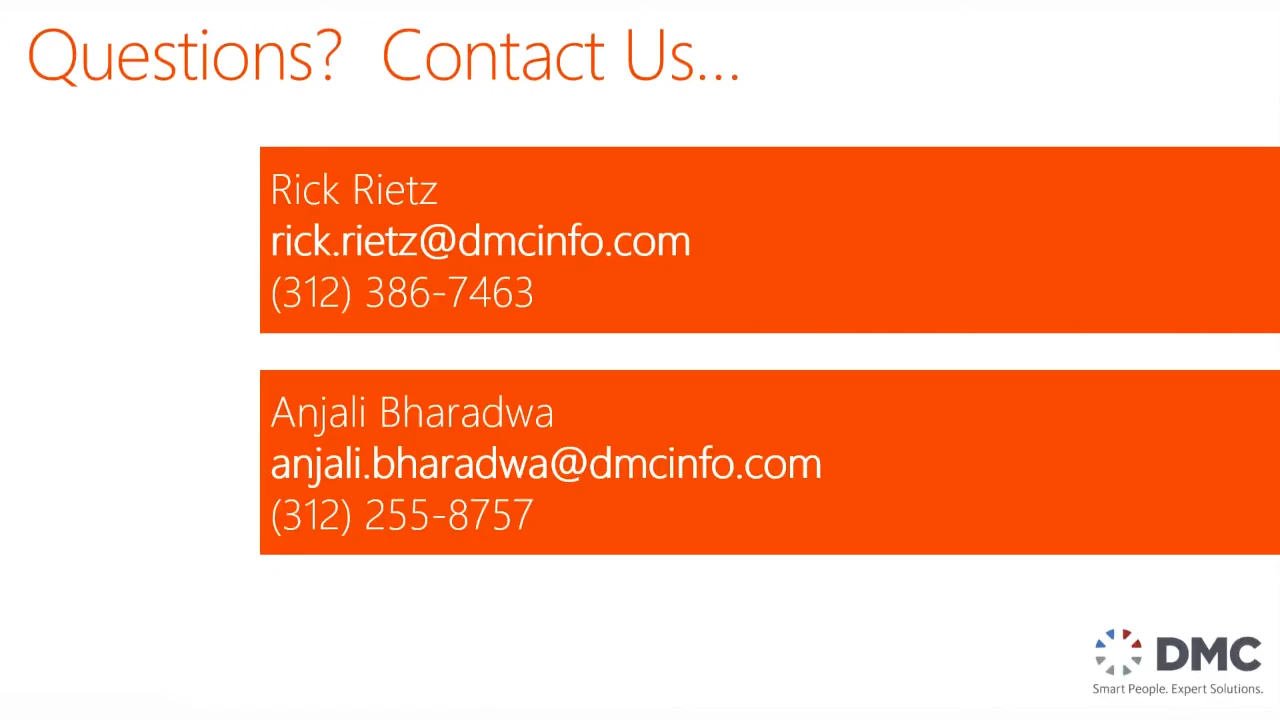 Questions?  Contact Us...
Rick Rietz
rick.rietz@dmcinfo.com
(312) 386-7463
Anjali Bharadwa
anjali.bharadwa@dmcinfo.com
(312) 255-8757
DMC
Smart People. Expert Solutions.